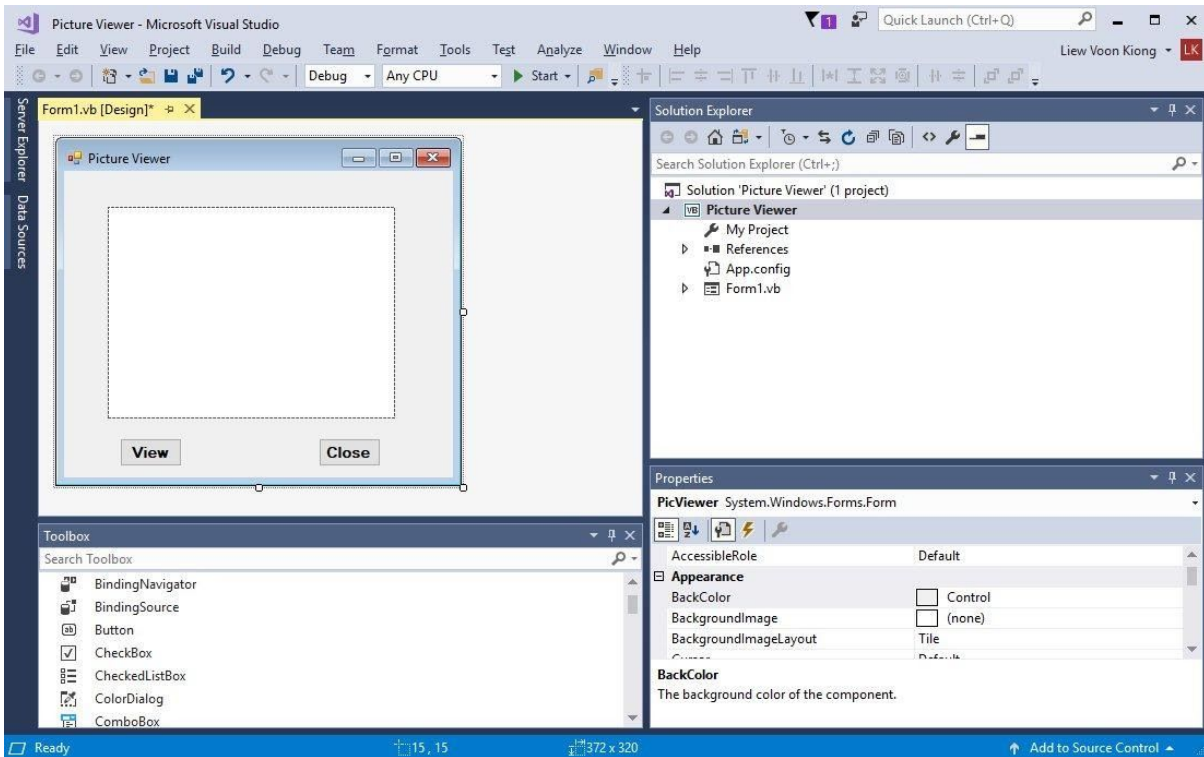 Picture Viewer - Microsoft Visual Studio
1
Quick Launch (Ctrl+Q)
File Edit View Project Build Debug Team Format Tools Test Analyze Window Help
Liew Voon Kiong LK
Debug Any CPU Start
Server Explorer
Data Sources
Form1.vb [Design]*
Picture Viewer
View Close
Toolbox
Search Toolbox
BindingNavigator
BindingSource
Button
CheckBox
CheckedListBox
ColorDialog
ComboBox
Solution Explorer
Search Solution Explorer (Ctrl+;)
Solution 'Picture Viewer' (1 project)
VB Picture Viewer
My Project
References
App.config
Form1.vb
Properties
PicViewer System.Windows.Forms.Form
AccessibleRole Default
Appearance
BackColor Control
BackgroundImage (none)
BackgroundImageLayout Tile
BackColor
The background color of the component.
Ready 15 , 15 372 x 320 Add to Source Control